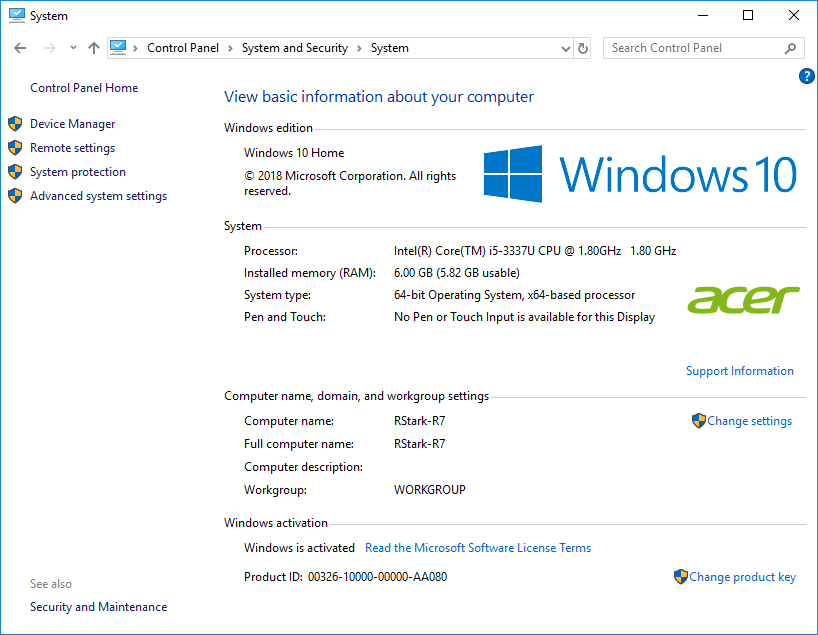 System
Control Panel > System and Security > System
Search Control Panel
?
Control Panel Home
Device Manager
Remote settings
System protection
Advanced system settings
See also
Security and Maintenance
View basic information about your computer
Windows edition
Windows 10 Home
© 2018 Microsoft Corporation. All rights
reserved.
Windows 10
System
Processor: Intel(R) Core(TM) i5-3337U CPU @ 1.80GHz 1.80 GHz
Installed memory (RAM): 6.00 GB (5.82 GB usable)
System type: 64-bit Operating System, x64-based processor
Pen and Touch: No Pen or Touch Input is available for this Display
acer
Support Information
Computer name, domain, and workgroup settings
Computer name: RStark-R7
Change settings
Full computer name: RStark-R7
Computer description:
Workgroup: WORKGROUP
Windows activation
Windows is activated Read the Microsoft Software License Terms
Product ID: 00326-10000-00000-AA080
Change product key